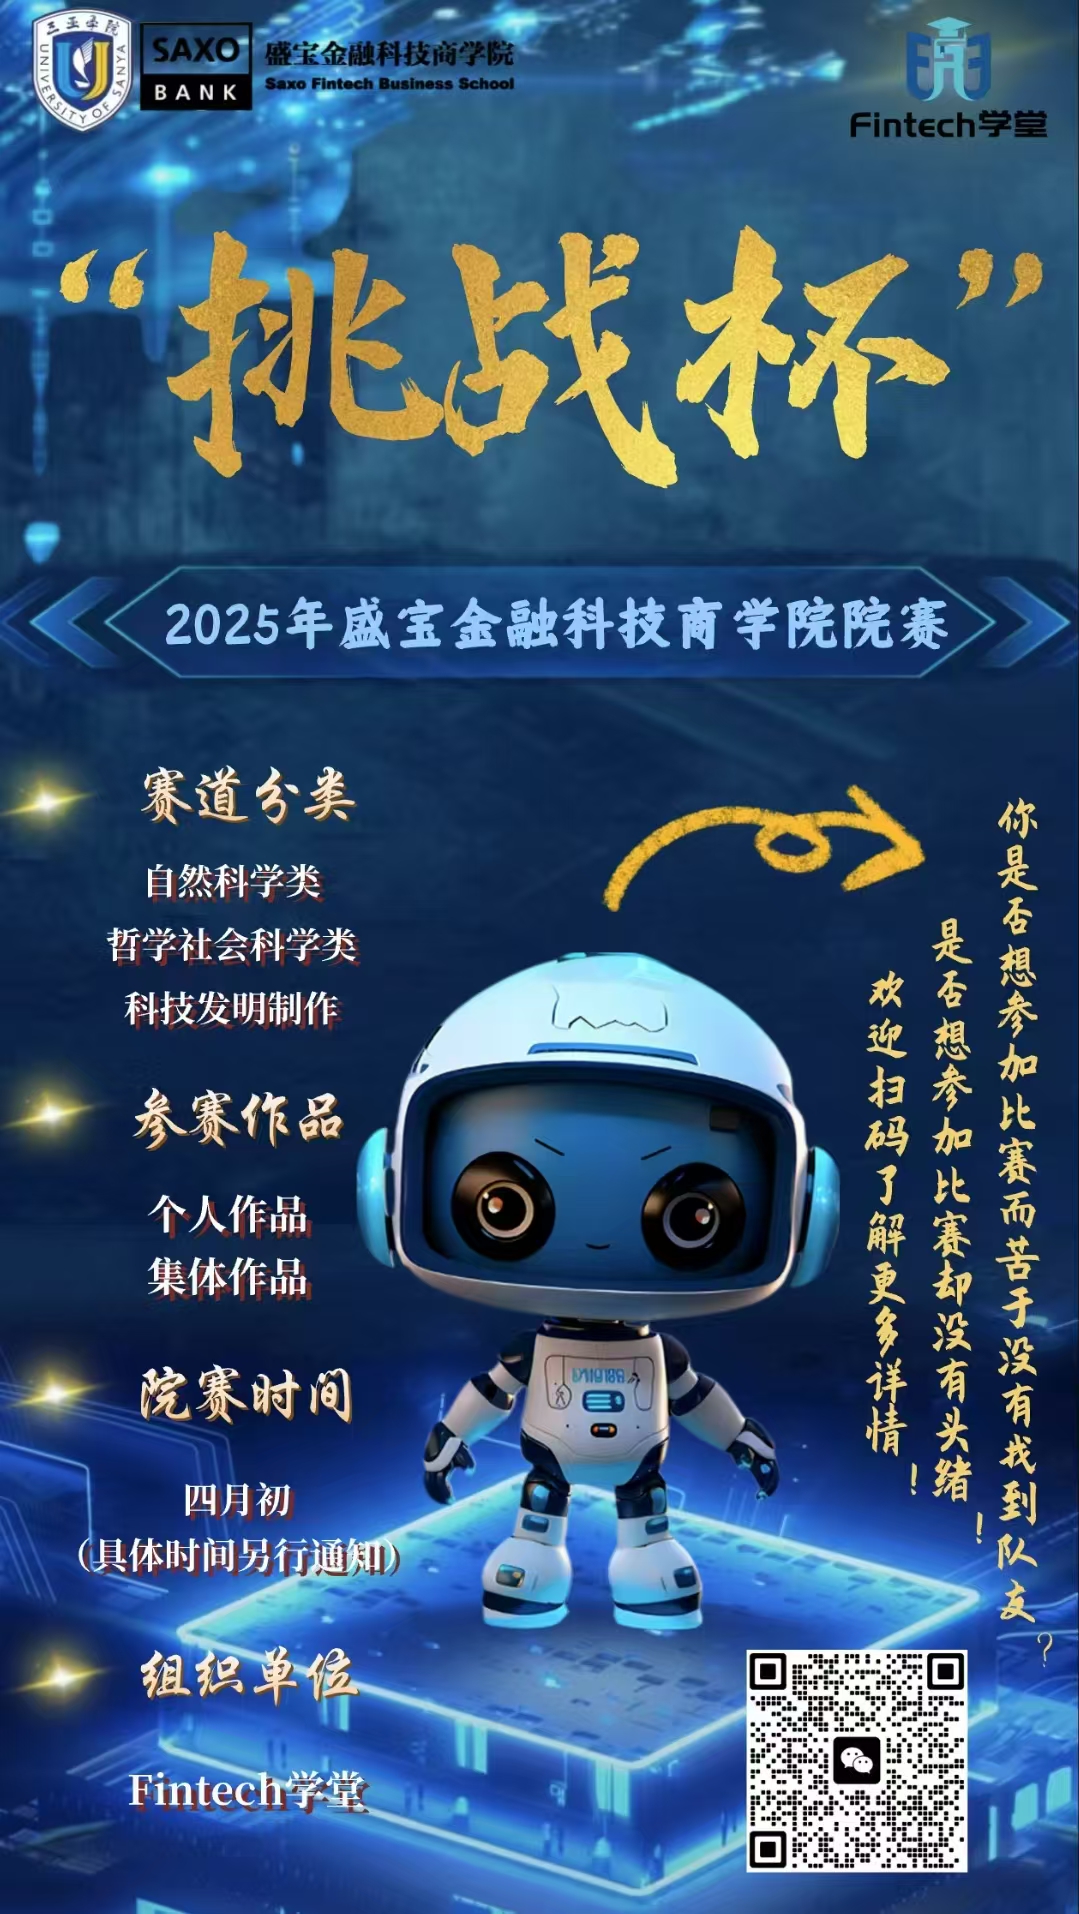 三亚学院
UNIVERSITY OF SANYA
SAXO
BANK
盛宝金融科技商学院
Saxo Fintech Business School
Fintech学堂
“挑战杯”
2025年盛宝金融科技商学院院赛
赛道分类
自然科学类
哲学社会科学类
科技发明制作
参赛作品
个人作品
集体作品
院赛时间
四月初
（具体时间另行通知）
组织单位
Fintech学堂
你是否想参加比赛而苦于没有找到队友？
是否想参加比赛却没有头绪！
欢迎扫码了解更多详情！